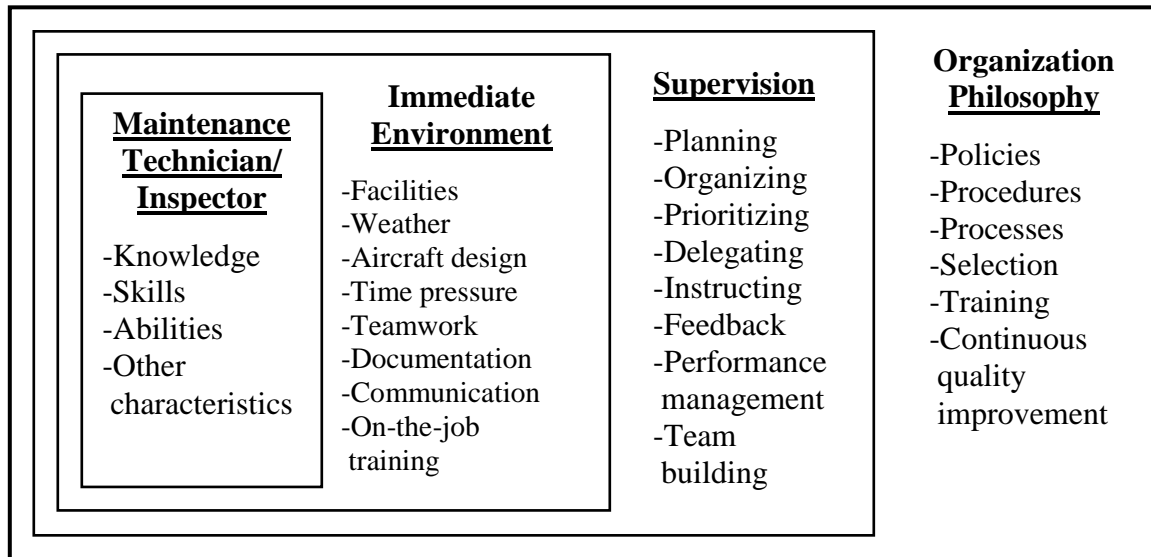 Maintenance
Technician/
Inspector
-Knowledge
-Skills
-Abilities
-Other
characteristics
Immediate
Environment
-Facilities
-Weather
-Aircraft design
-Time pressure
-Teamwork
-Documentation
-Communication
-On-the-job
training
Supervision
-Planning
-Organizing
-Prioritizing
-Delegating
-Instructing
-Feedback
-Performance
management
-Team
building
Organization
Philosophy
-Policies
-Procedures
-Processes
-Selection
-Training
-Continuous
quality
improvement